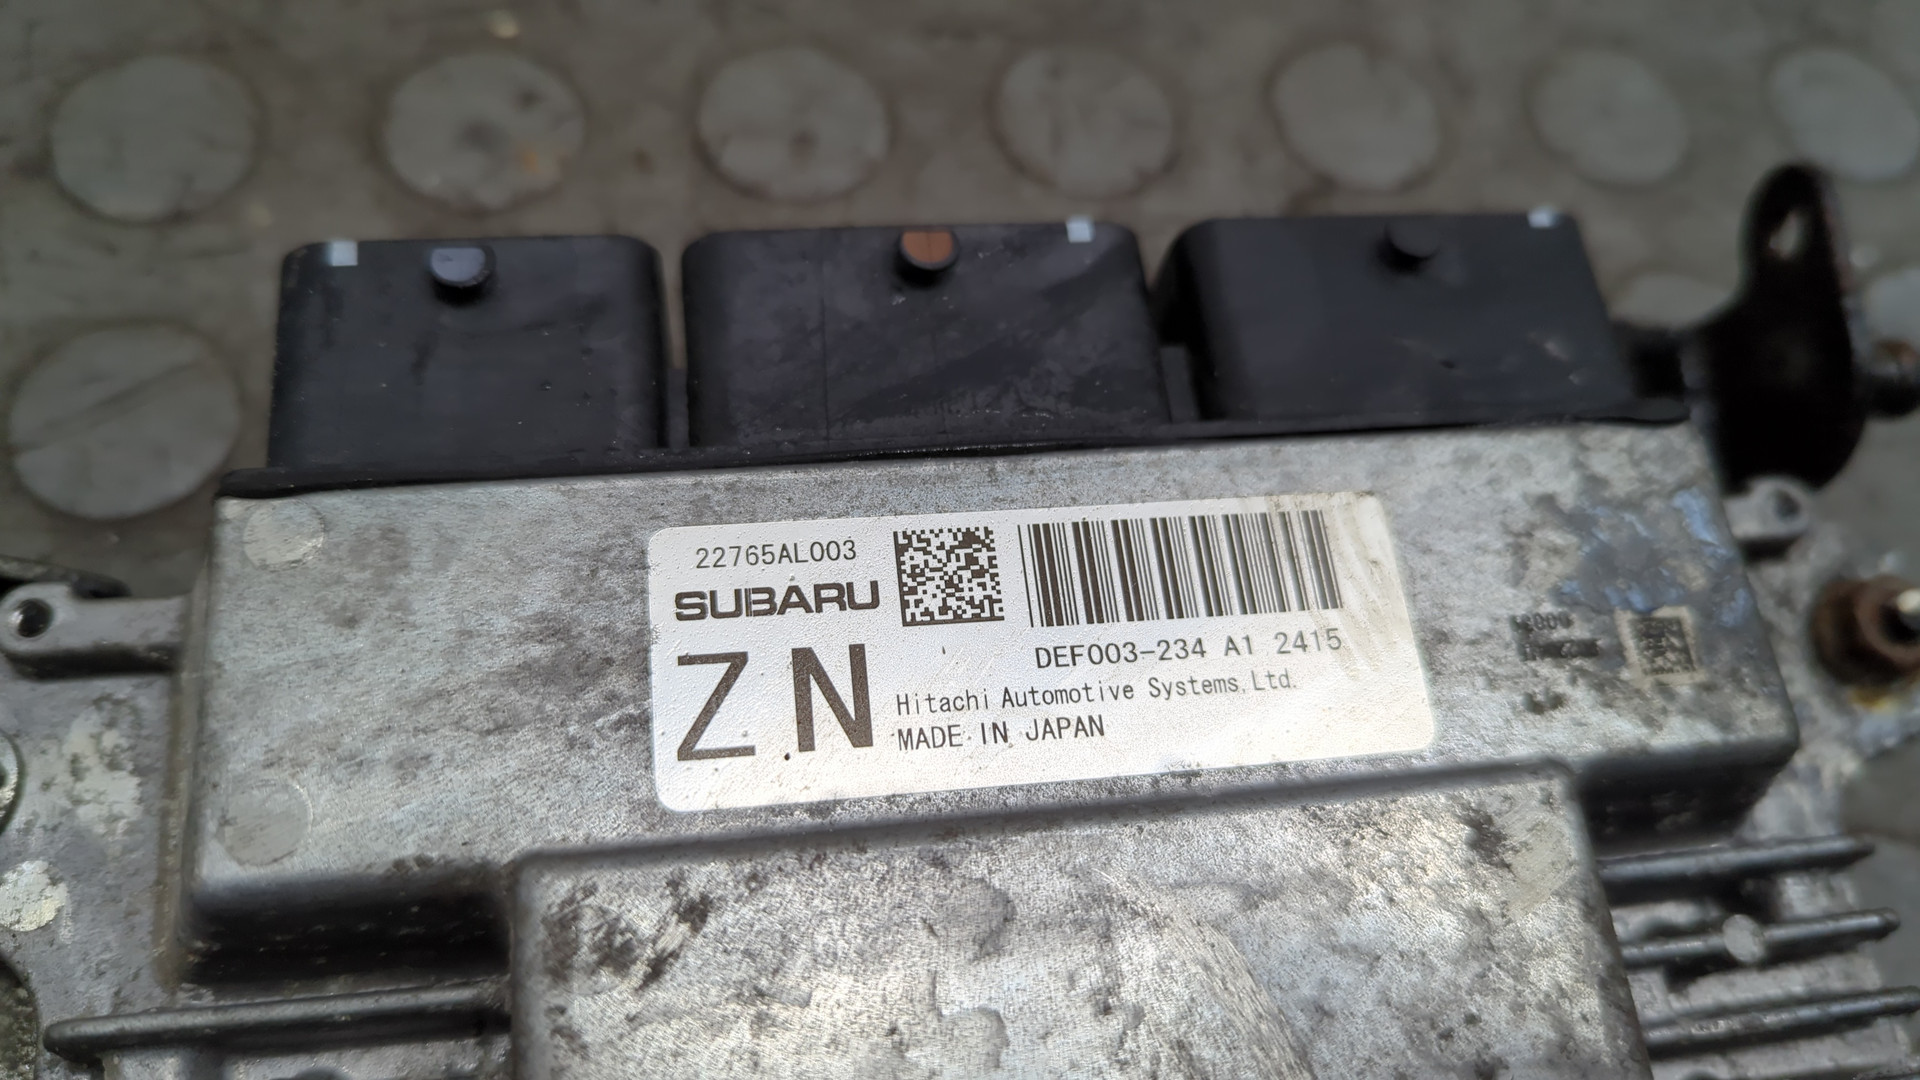 22765AL003
SUBARU
ZN
DEF003-234 A1 2415
Hitachi Automotive Systems,Ltd.
MADE IN JAPAN